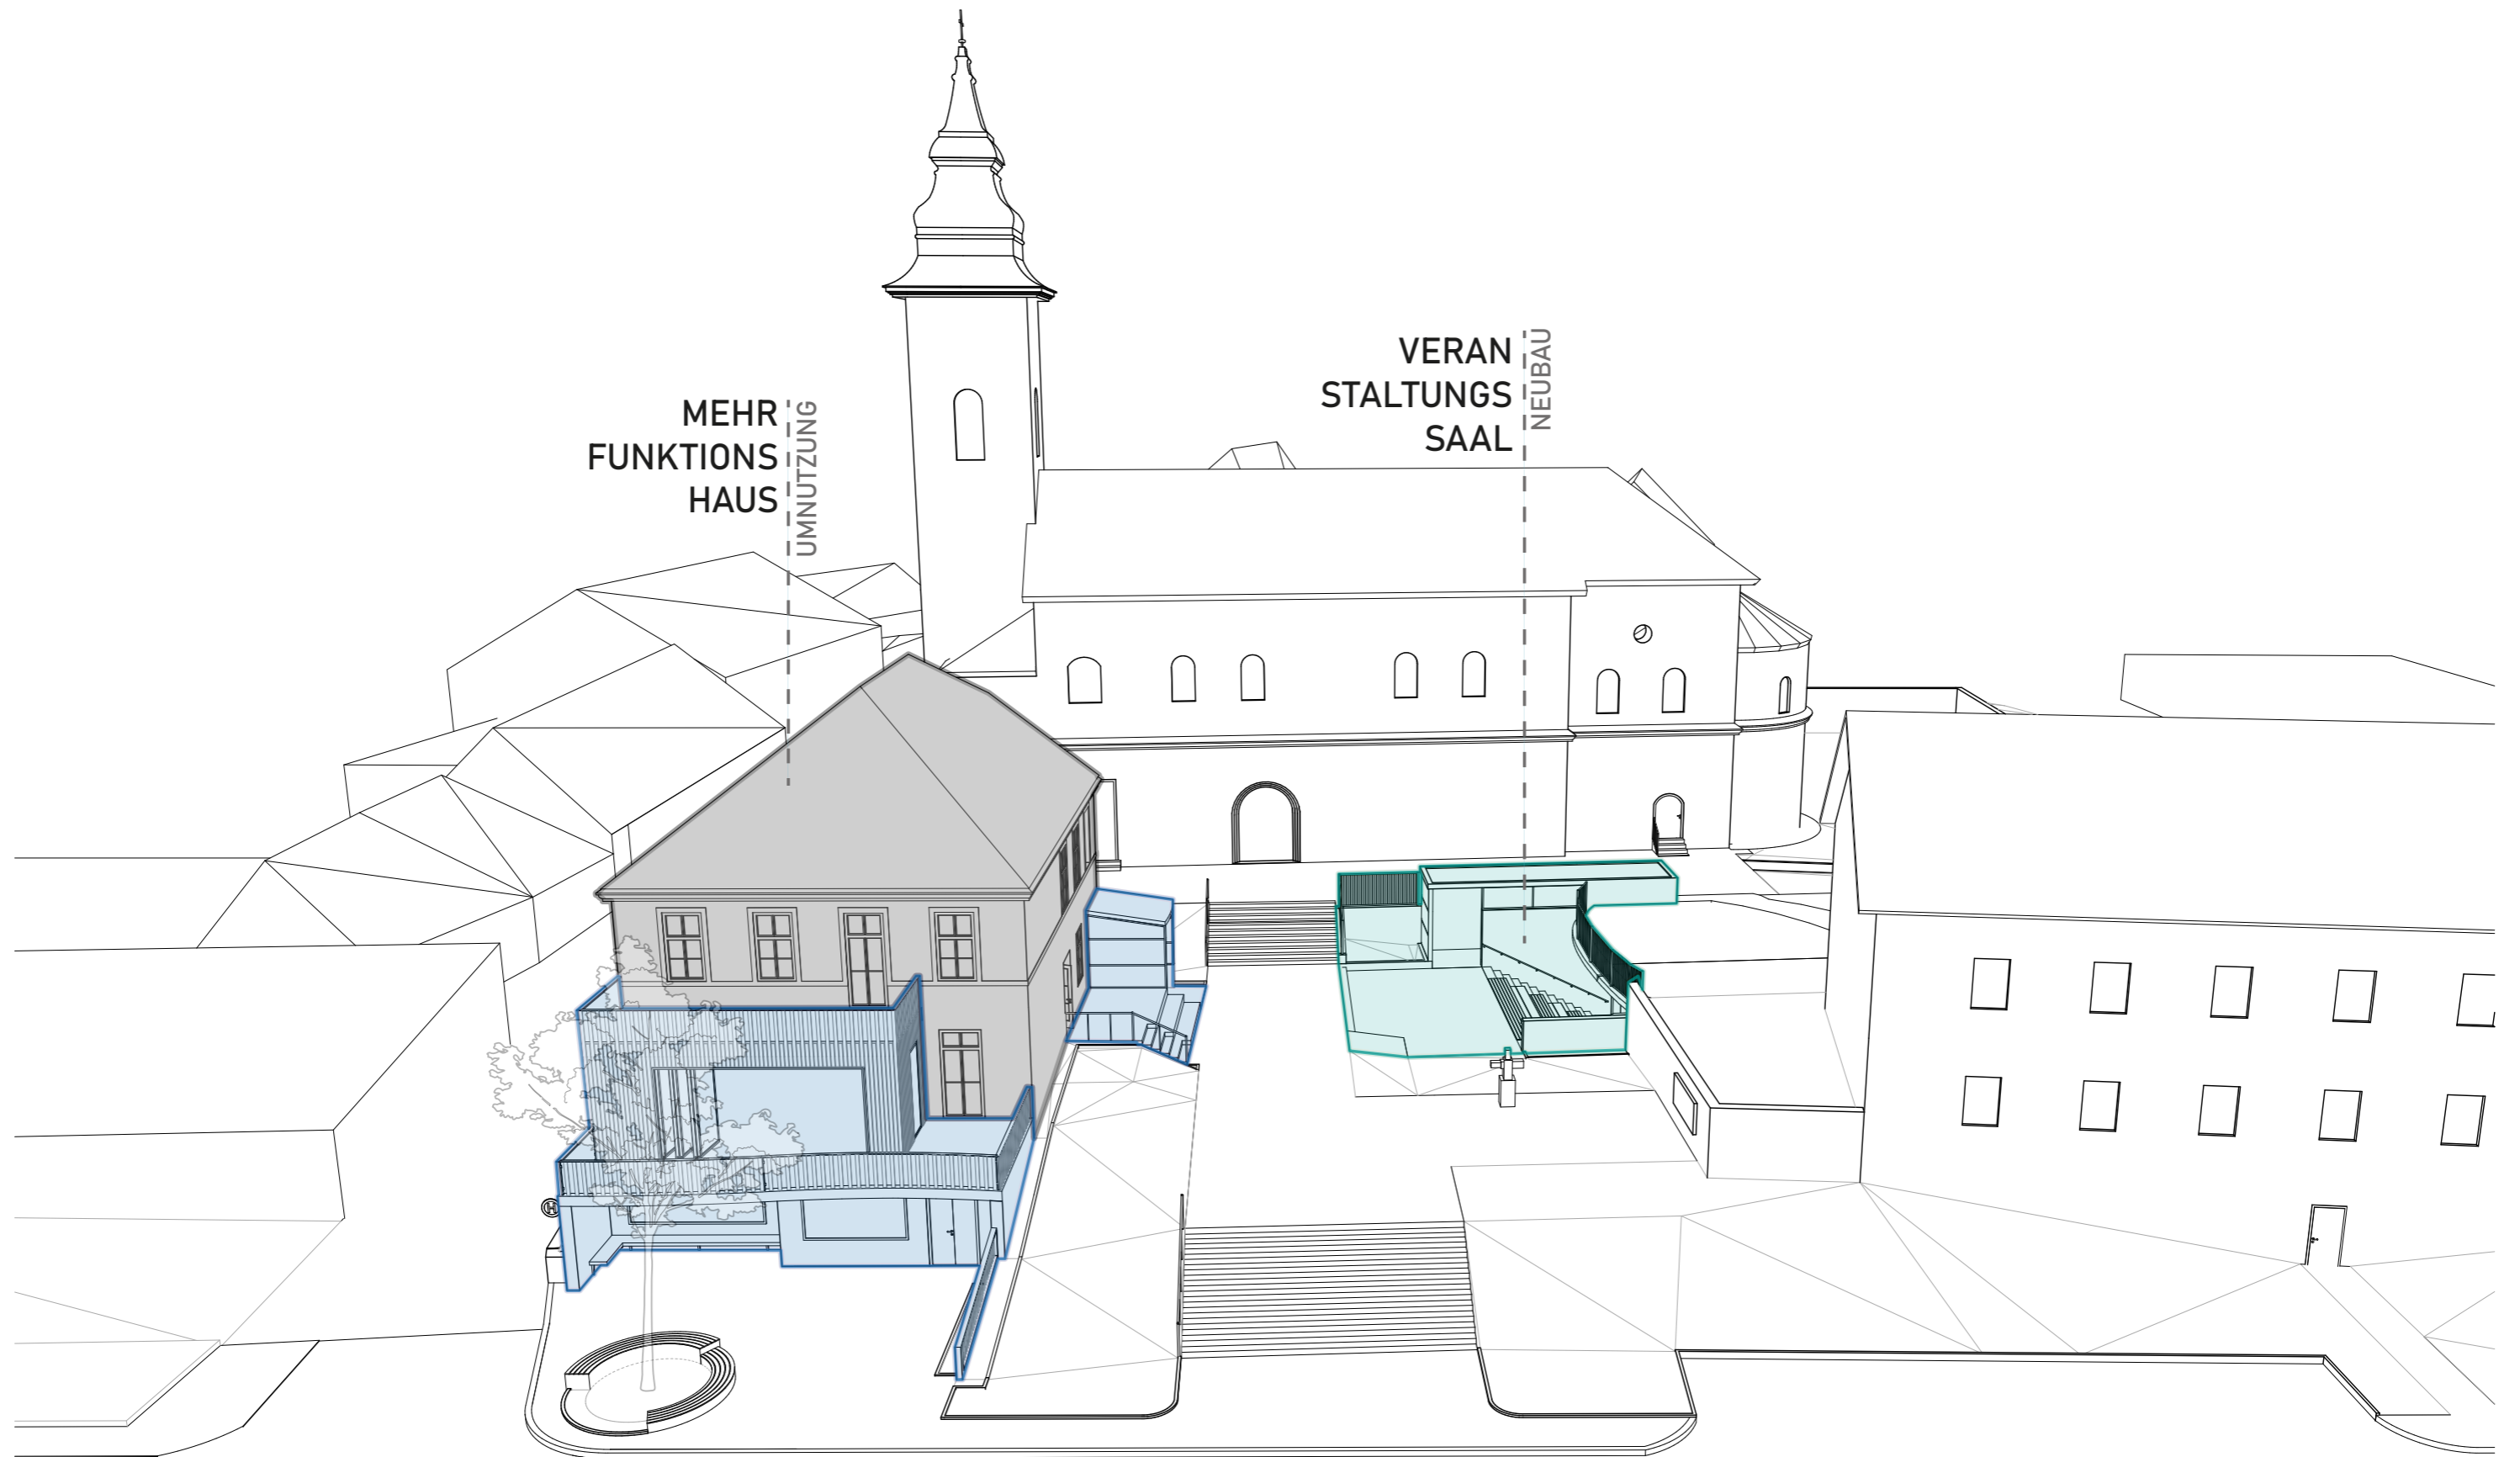 MEHR
FUNKTIONS
HAUS
UMNUTZUNG
VERAN
STALTUNGS
SAAL
NEUBAU
H